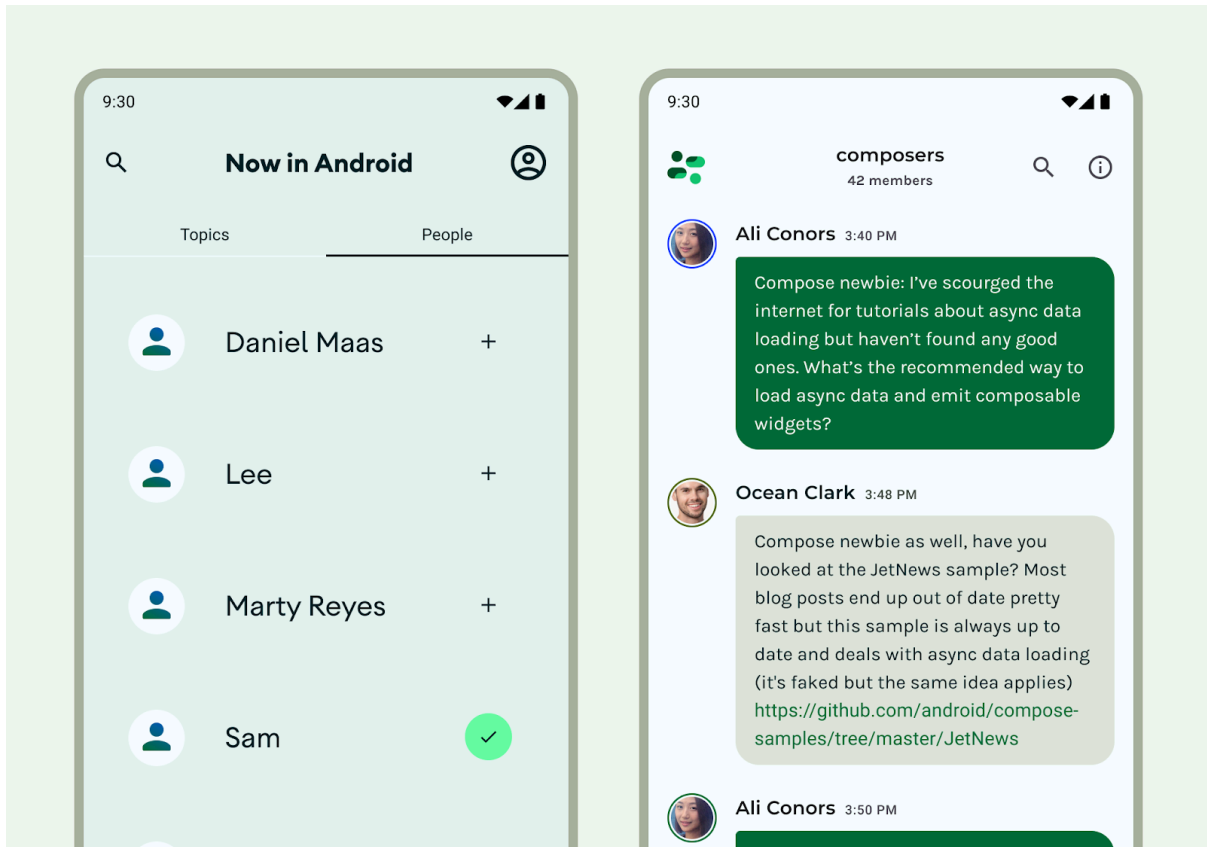 9:30
Now in Android
Topics
People
Daniel Maas
Lee
Marty Reyes
Sam
9:30
composers
42 members
Ali Conors 3:40 PM
Compose newbie: I’ve scourged the
internet for tutorials about async data
loading but haven’t found any good
ones. What’s the recommended way to
load async data and emit composable
widgets?
Ocean Clark 3:48 PM
Compose newbie as well, have you
looked at the JetNews sample? Most
blog posts end up out of date pretty
fast but this sample is always up to
date and deals with async data loading
(it's faked but the same idea applies)
https://github.com/android/compose-
samples/tree/master/JetNews
Ali Conors 3:50 PM